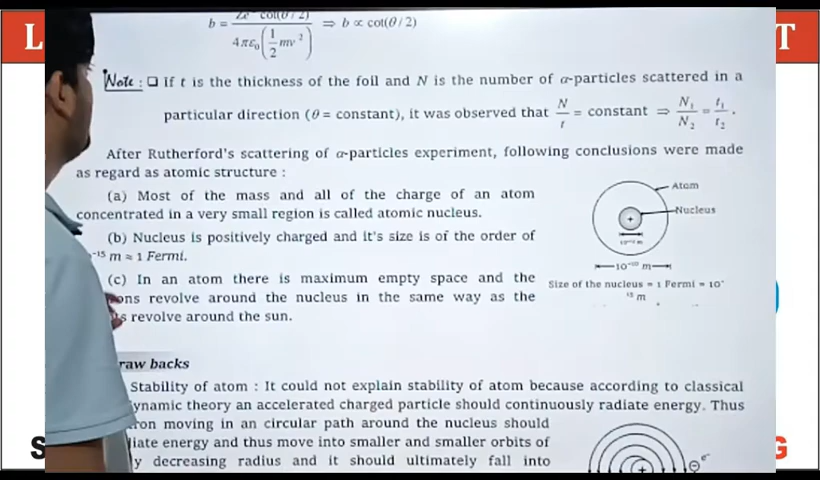 L
T
b = Ze² cot(θ/2) / 4πε₀(½mv²) ⇒ b ∝ cot(θ/2)
Note : ❑ If t is the thickness of the foil and N is the number of α-particles scattered in a
particular direction (θ = constant), it was observed that N/t = constant ⇒ N₁/N₂ = t₁/t₂ .
After Rutherford's scattering of α-particles experiment, following conclusions were made
as regard as atomic structure :
(a) Most of the mass and all of the charge of an atom
concentrated in a very small region is called atomic nucleus.
(b) Nucleus is positively charged and it's size is of the order of
⁻¹⁵ m ≈ 1 Fermi.
(c) In an atom there is maximum empty space and the
ons revolve around the nucleus in the same way as the
s revolve around the sun.
Atom
Nucleus
+
10⁻¹⁰ m
Size of the nucleus = 1 Fermi = 10⁻
¹⁵ m
raw backs
Stability of atom : It could not explain stability of atom because according to classical
ynamic theory an accelerated charged particle should continuously radiate energy. Thus
ron moving in an circular path around the nucleus should
iate energy and thus move into smaller and smaller orbits of
y decreasing radius and it should ultimately fall into
e⁻
+
S
G